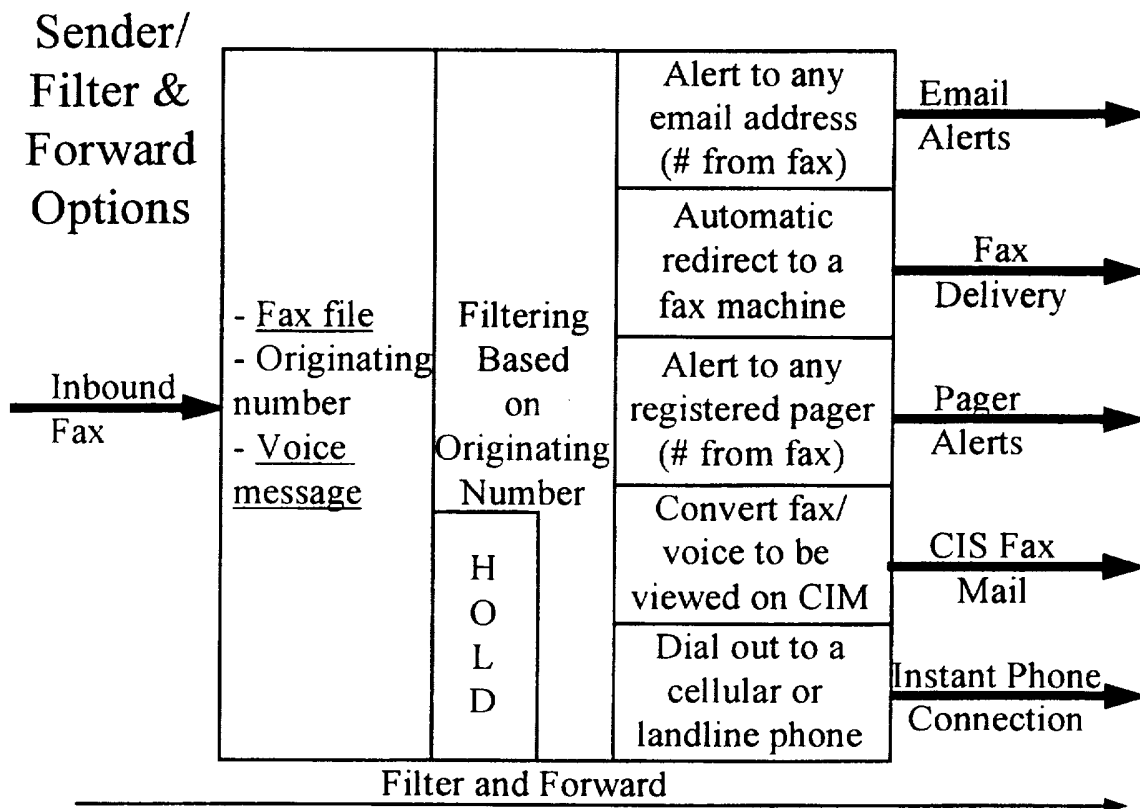 Sender/
Filter &
Forward
Options
Inbound
Fax
- Fax file
- Originating
number
- Voice
message
Filtering
Based
on
Originating
Number
H
O
L
D
Alert to any
email address
(# from fax)
Automatic
redirect to a
fax machine
Alert to any
registered pager
(# from fax)
Convert fax/
voice to be
viewed on CIM
Dial out to a
cellular or
landline phone
Email
Alerts
Fax
Delivery
Pager
Alerts
CIS Fax
Mail
Instant Phone
Connection
Filter and Forward